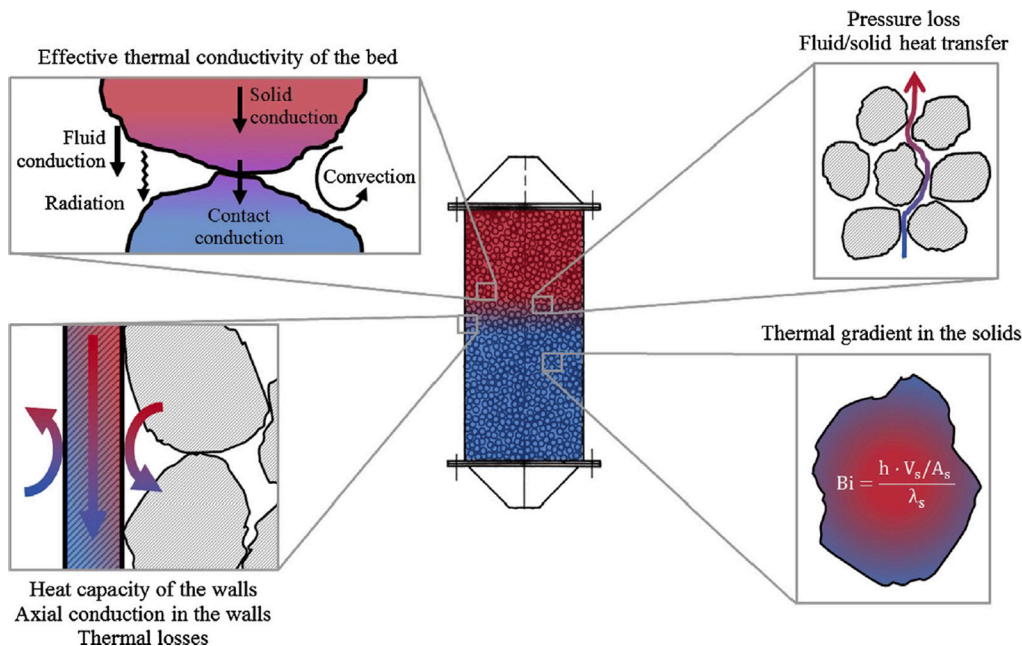 Effective thermal conductivity of the bed
Solid
conduction
Fluid
conduction
Radiation
Convection
Contact
conduction
Pressure loss
Fluid/solid heat transfer
Heat capacity of the walls
Axial conduction in the walls
Thermal losses
Thermal gradient in the solids
Bi = h · Vₛ/Aₛ / λₛ